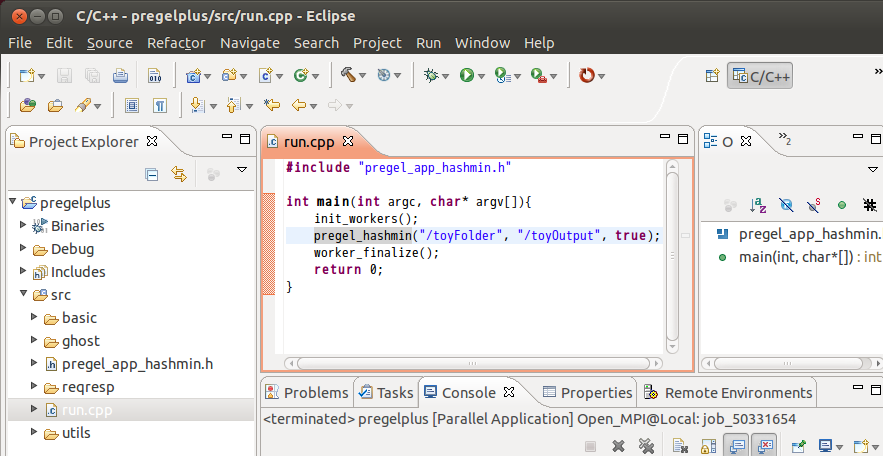 C/C++ - pregelplus/src/run.cpp - Eclipse
File Edit Source Refactor Navigate Search Project Run Window Help
010
C/C++
»
Project Explorer
run.cpp
O
»2
pregelplus
Binaries
Debug
Includes
src
basic
ghost
pregel_app_hashmin.h
reqresp
run.cpp
utils
#include "pregel_app_hashmin.h"
int main(int argc, char* argv[]){
init_workers();
pregel_hashmin("/toyFolder", "/toyOutput", true);
worker_finalize();
return 0;
}
pregel_app_hashmin.
main(int, char*[]) : int
Problems Tasks Console Properties Remote Environments
<terminated> pregelplus [Parallel Application] Open_MPI@Local: job_50331654